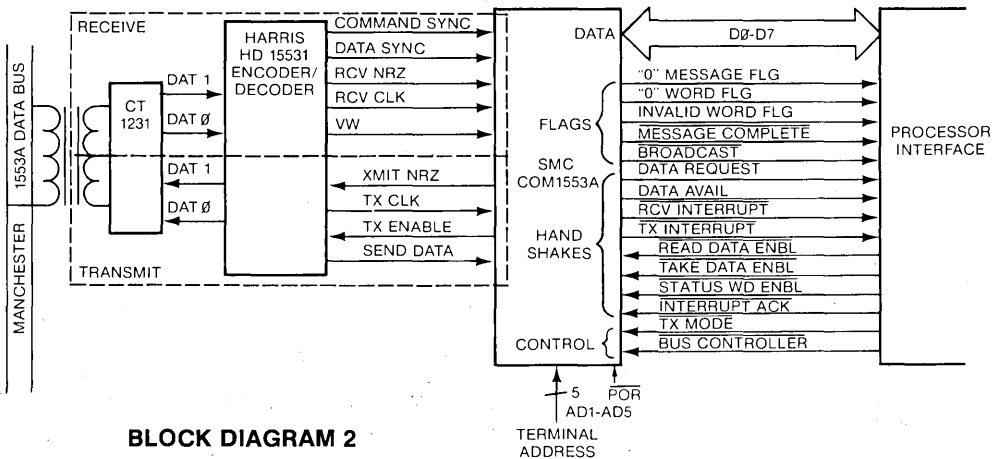 RECEIVE
MANCHESTER 1553A DATA BUS
CT
1231
DAT 1
DAT Ø
DAT 1
DAT Ø
HARRIS
HD 15531
ENCODER/
DECODER
TRANSMIT
COMMAND SYNC
DATA SYNC
RCV NRZ
RCV CLK
VW
XMIT NRZ
TX CLK
TX ENABLE
SEND DATA
DATA
FLAGS
SMC
COM1553A
HAND
SHAKES
CONTROL
DØ-D7
"0" MESSAGE FLG
"0" WORD FLG
INVALID WORD FLG
MESSAGE COMPLETE
BROADCAST
DATA REQUEST
DATA AVAIL
RCV INTERRUPT
TX INTERRUPT
READ DATA ENBL
TAKE DATA ENBL
STATUS WD ENBL
INTERRUPT ACK
TX MODE
BUS CONTROLLER
PROCESSOR
INTERFACE
5
POR
AD1-AD5
TERMINAL
ADDRESS
BLOCK DIAGRAM 2